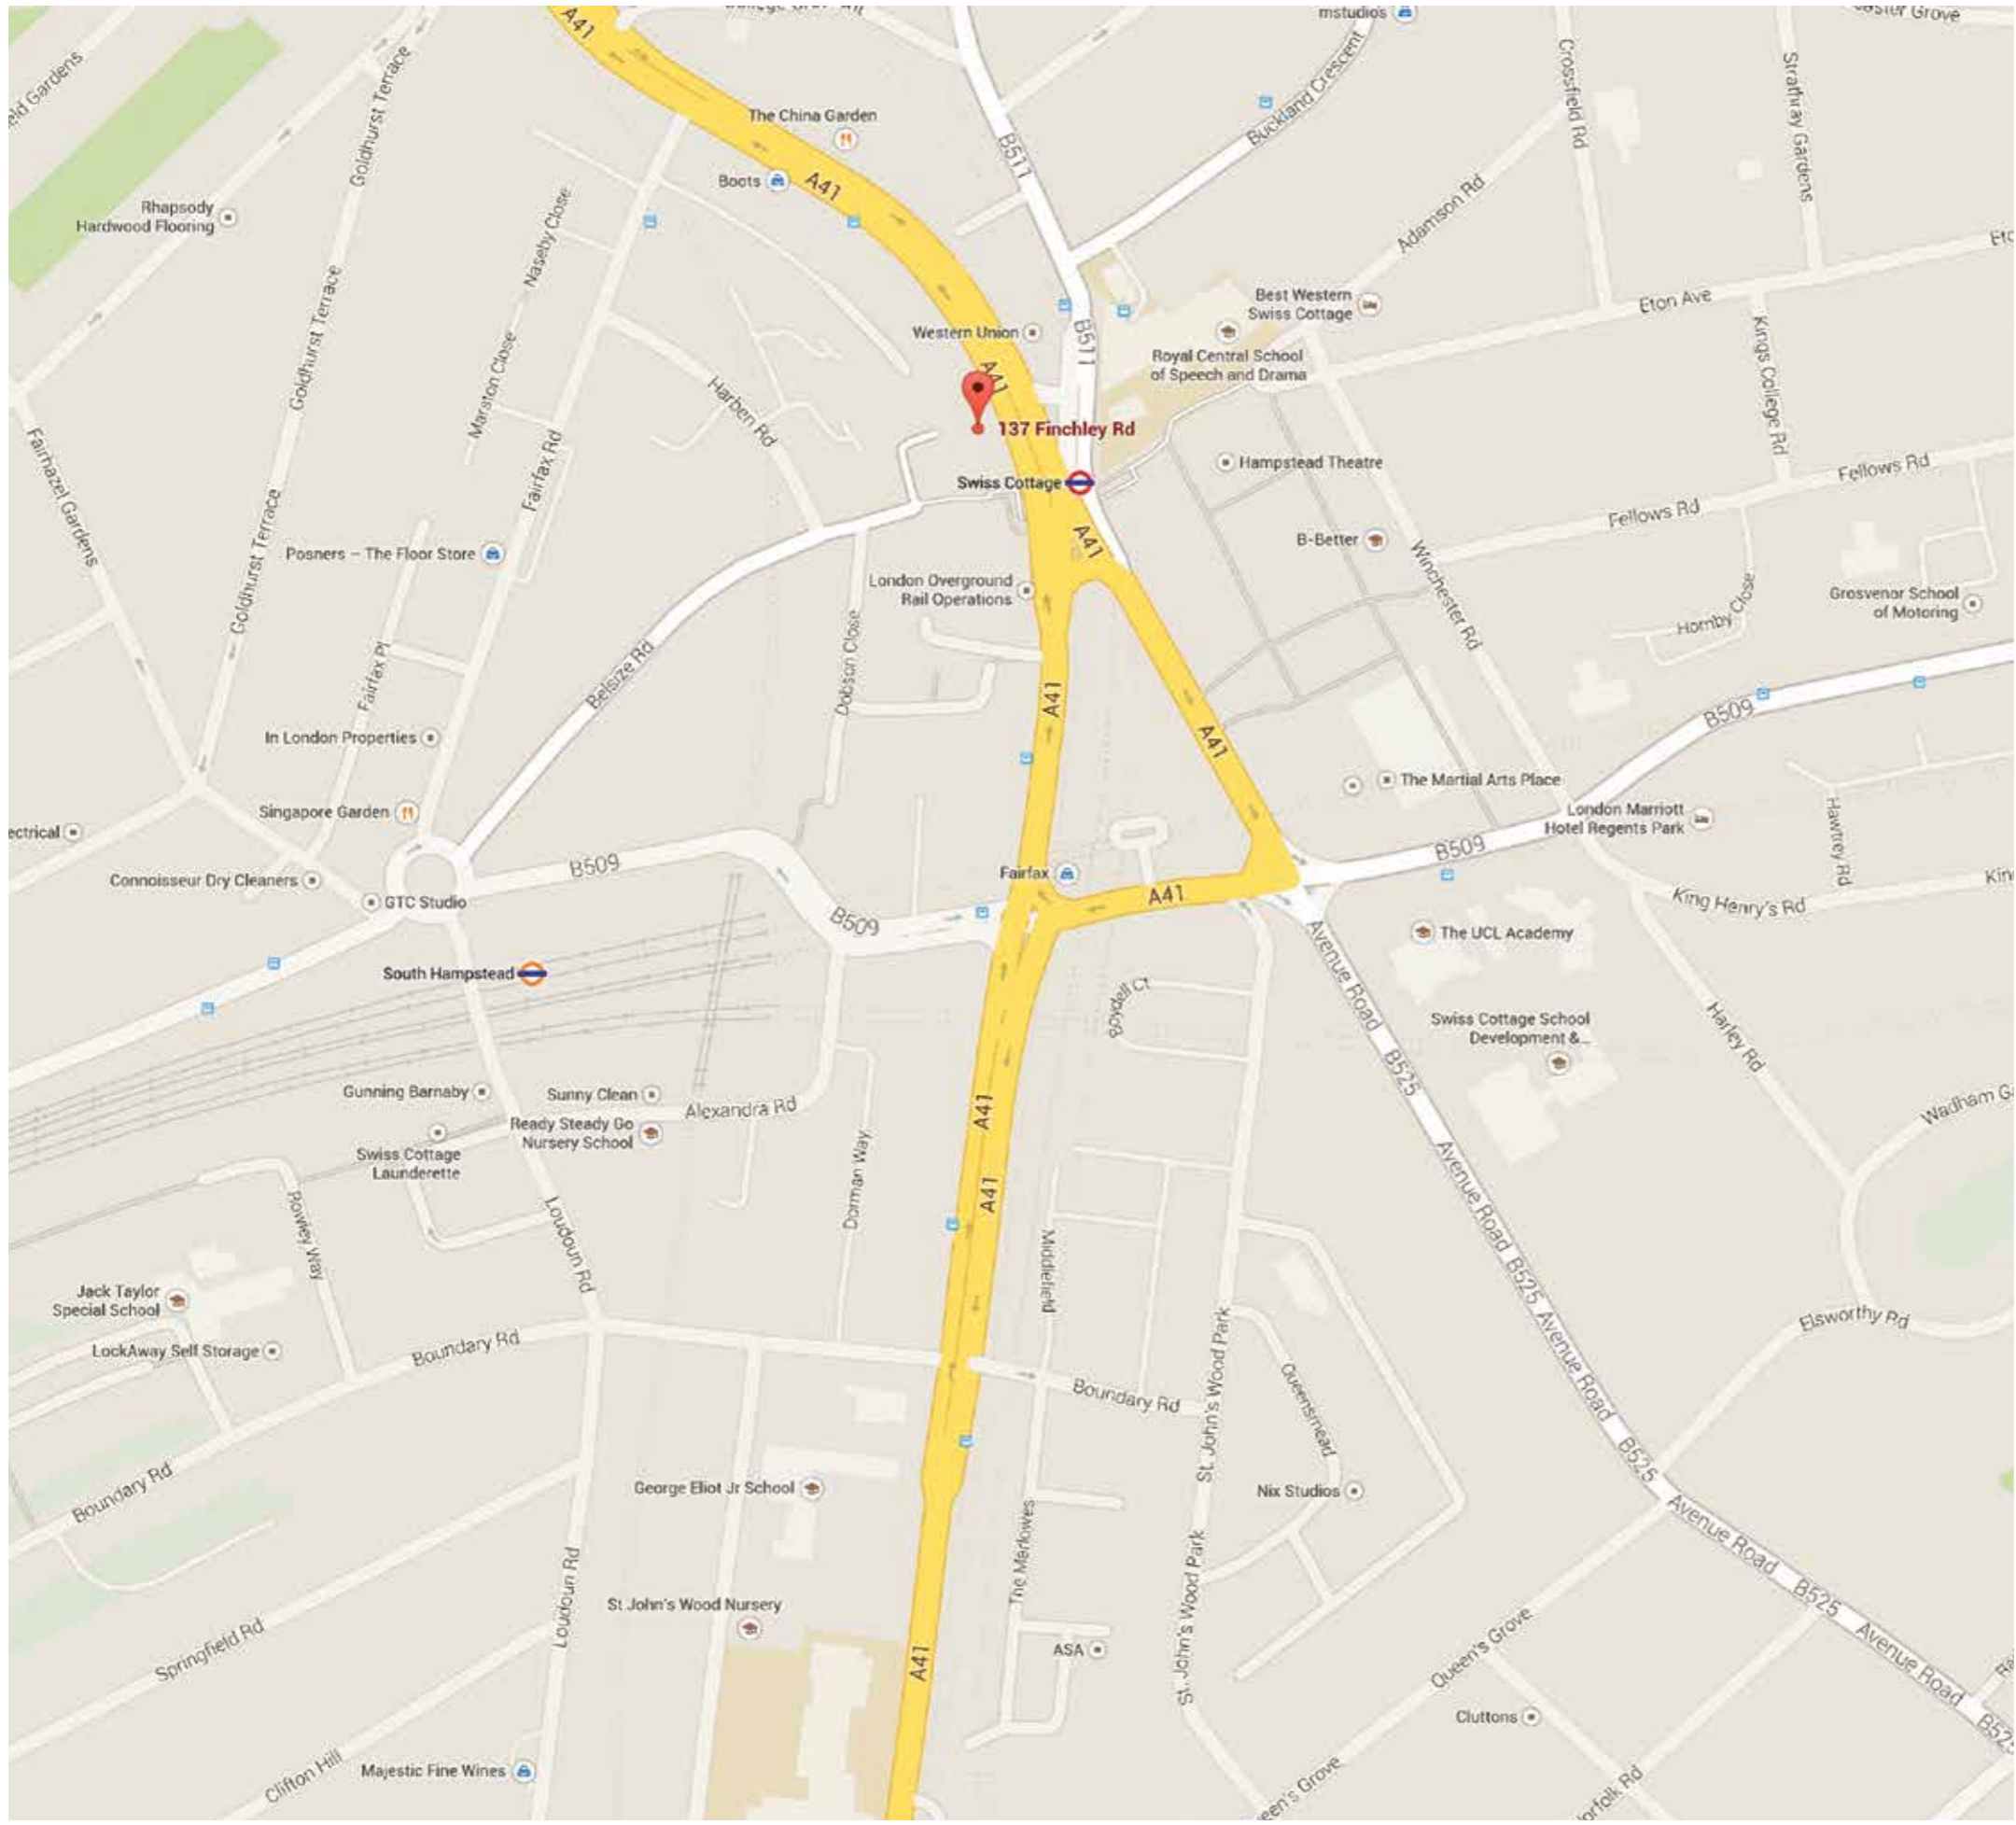 A41
mstudio's
Crossfield Rd
Strathray Gardens
Goldhurst Terrace
The China Garden
B511
Buckland Crescent
Boots
A41
Rhapsody
Hardwood Flooring
Naseby Close
Adamson Rd
Goldhurst Terrace
Best Western
Swiss Cottage
Eton Ave
Western Union
B511
Royal Central School
of Speech and Drama
Kings College Rd
Marston Close
A41
Harben Rd
137 Finchley Rd
Fairhazel Gardens
Fairfax Rd
Hampstead Theatre
Fellows Rd
Swiss Cottage
Goldhurst Terrace
Fellows Rd
Posners – The Floor Store
A41
B-Better
Winchester Rd
London Overground
Rail Operations
Hornby Close
Grosvenor School
of Motoring
Fairfax Pl
Belsize Rd
Dobson Close
A41
B509
In London Properties
A41
The Martial Arts Place
Singapore Garden
London Marriott
Hotel Regents Park
Hawtrey Rd
ectrical
B509
B509
Connoisseur Dry Cleaners
Fairfax
A41
GTC Studio
B509
King Henry's Rd
Avenue Road
The UCL Academy
South Hampstead
Boydell Ct
Swiss Cottage School
Development &...
Harley Rd
B525
Gunning Barnaby
Sunny Clean
Alexandra Rd
A41
Wadham G
Ready Steady Go
Nursery School
Swiss Cottage
Launderette
Dorman Way
A41
Avenue Road
Rowley Way
Loudoun Rd
Middlefield
B525
Jack Taylor
Special School
St. John's Wood Park
Avenue Road
Elsworthy Rd
LockAway Self Storage
Boundary Rd
Boundary Rd
Queensmead
B525
Boundary Rd
George Eliot Jr School
St. John's Wood Park
Nix Studios
Avenue Road
The Marlowes
Loudoun Rd
St John's Wood Nursery
B525
Springfield Rd
A41
ASA
St. John's Wood Park
Queen's Grove
Avenue Road
Cluttons
B525
Clifton Hill
Majestic Fine Wines
een's Grove
orfolk Rd